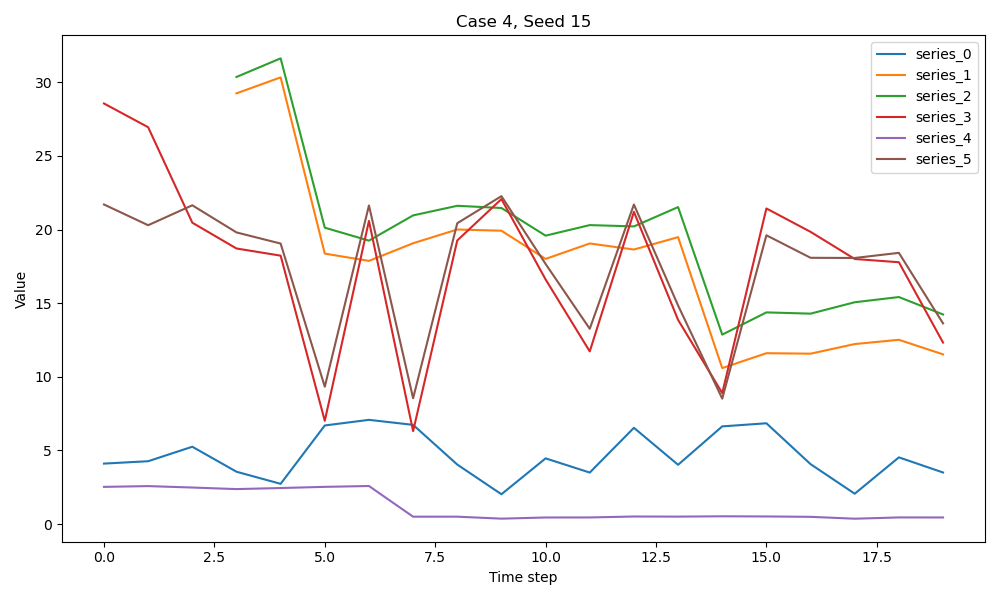 Case 4, Seed 15
series_0
series_1
series_2
series_3
series_4
series_5
Value
30
25
20
15
10
5
0
0.0 2.5 5.0 7.5 10.0 12.5 15.0 17.5
Time step